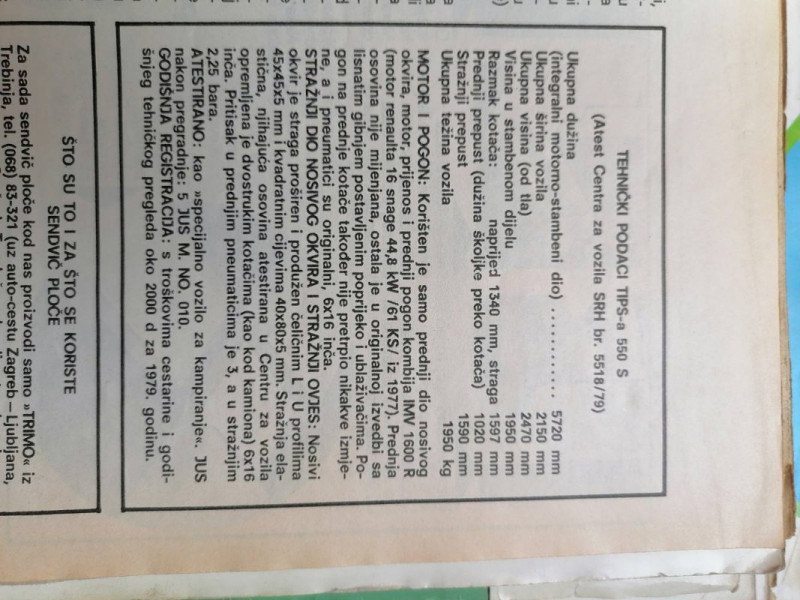 TEHNIČKI PODACI TIPS-a 550 S
(Atest Centra za vozila SRH br. 5518/79)
Ukupna dužina
(integralni motorno-stambeni dio) ............ 5720 mm
Ukupna širina vozila 2150 mm
Ukupna visina (od tla) 2470 mm
Visina u stambenom dijelu 1950 mm
Razmak kotača: naprijed 1340 mm, straga 1597 mm
Prednji prepust (dužina školjke preko kotača) 1020 mm
Stražnji prepust 1590 mm
Ukupna težina vozila 1950 kg
MOTOR I POGON: Korišten je samo prednji dio nosivog
okvira, motor, prijenos i prednji pogon kombija IMV 1600 R
(motor renaulta 16 snage 44,8 kW /61 KS/ iz 1977). Prednja
osovina nije mijenjana, ostala je u originalnoj izvedbi sa
lisnatim gibnjem postavljenim poprijeko i ublaživačima. Po-
gon na prednje kotače također nije pretrpio nikakve izmje-
ne, a i pneumatici su originalni, 6x16 inča.
STRAŽNJI DIO NOSIVOG OKVIRA I STRAŽNJI OVJES: Nosivi
okvir je straga proširen i produžen čeličnim L i U profilima
45x45x5 mm i kvadratnim cijevima 40x80x5 mm. Stražnja ela-
stična, njihajuća osovina atestirana u Centru za vozila
opremljena je dvostrukim kotačima (kao kod kamiona) 6x16
inča. Pritisak u prednjim pneumaticima je 3, a u stražnjim
2,25 bara.
ATESTIRANO: kao »specijalno vozilo za kampiranje«. JUS
nakon pregradnje: 5 JUS M. NO. 010.
GODIŠNJA REGISTRACIJA: s troškovima cestarine i godi-
šnjeg tehničkog pregleda oko 2000 d za 1979. godinu.
ŠTO SU TO I ZA ŠTO SE KORISTE
SENDVIČ PLOČE
Za sada sendvič ploče kod nas proizvodi samo »TRIMO« iz
Trebinja, tel. (068) 83-321 (uz auto-cestu Zagreb—Ljubljana,